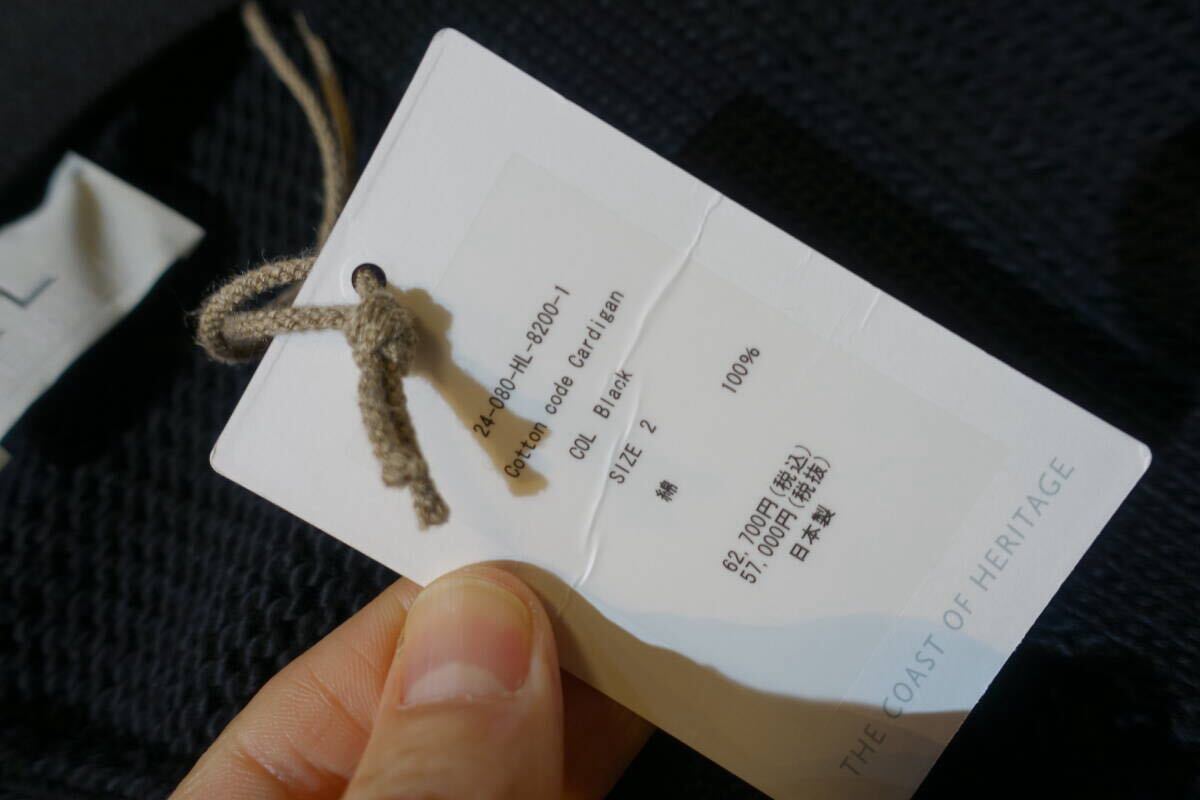 24-080-HL-8200-1
Cotton code Cardigan
COL Black
SIZE 2
綿 100%
62,700円(税込)
57,000円(税抜)
日本製
THE COAST OF HERITAGE
L